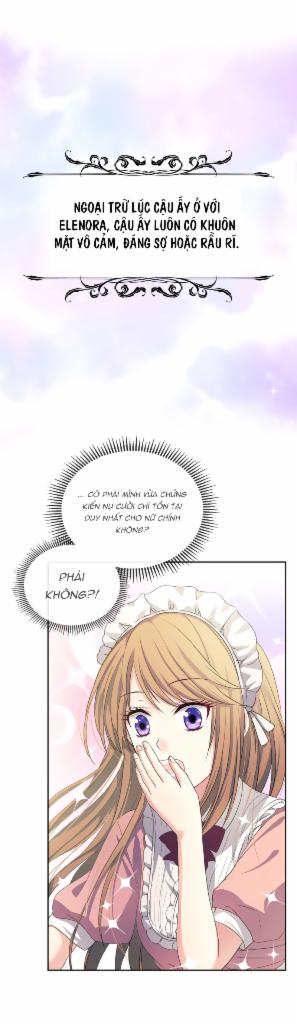 NGOẠI TRỪ LÚC CẬU ẤY Ở VỚI
ELENORA, CẬU ẤY LUÔN CÓ KHUÔN
MẶT VÔ CẢM, ĐÁNG SỢ HOẶC RẦU RĨ.
... CÓ PHẢI MÌNH VỪA CHỨNG
KIẾN NỤ CƯỜI CHỈ TỒN TẠI
DUY NHẤT CHO NỮ CHÍNH
KHÔNG?
PHẢI
KHÔNG?!